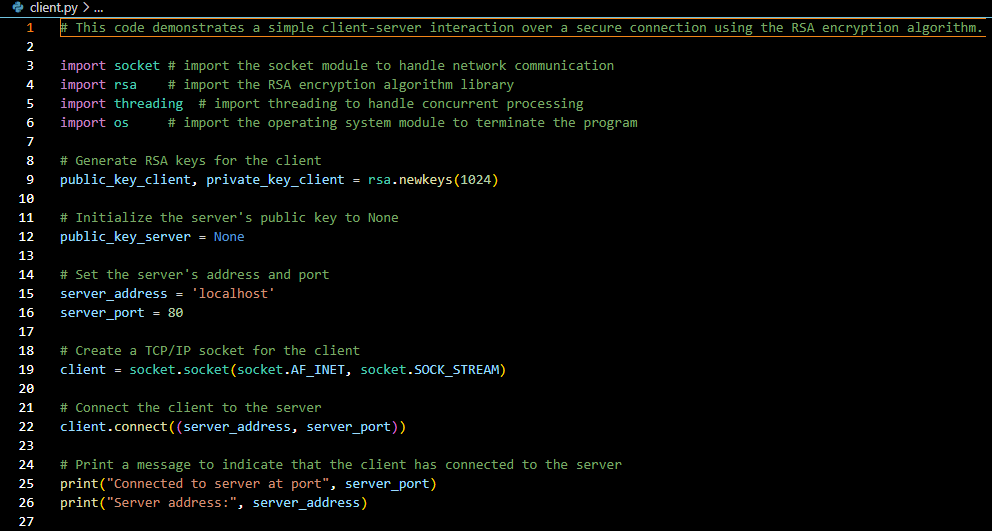 client.py > ...
1 # This code demonstrates a simple client-server interaction over a secure connection using the RSA encryption algorithm.
2
3 import socket # import the socket module to handle network communication
4 import rsa    # import the RSA encryption algorithm library
5 import threading  # import threading to handle concurrent processing
6 import os     # import the operating system module to terminate the program
7
8 # Generate RSA keys for the client
9 public_key_client, private_key_client = rsa.newkeys(1024)
10
11 # Initialize the server's public key to None
12 public_key_server = None
13
14 # Set the server's address and port
15 server_address = 'localhost'
16 server_port = 80
17
18 # Create a TCP/IP socket for the client
19 client = socket.socket(socket.AF_INET, socket.SOCK_STREAM)
20
21 # Connect the client to the server
22 client.connect((server_address, server_port))
23
24 # Print a message to indicate that the client has connected to the server
25 print("Connected to server at port", server_port)
26 print("Server address:", server_address)
27